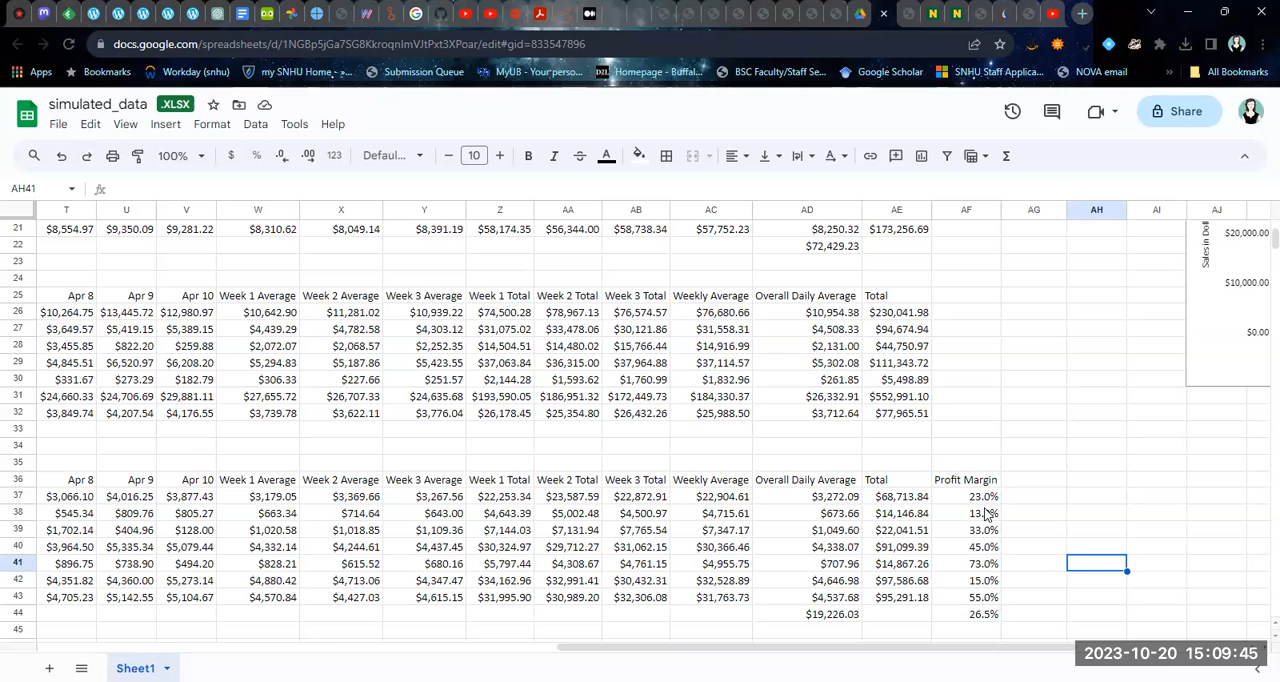 docs.google.com/spreadsheets/d/1NGBp5jGa7SG8KkroqnImVJtPxt3XPoar/edit#gid=833547896
Apps Bookmarks Workday (snhu) my SNHU Home -... Submission Queue MyUB - Your perso... Homepage - Buffal... BSC Faculty/Staff Se... Google Scholar SNHU Staff Applica... NOVA email » All Bookmarks
simulated_data .XLSX
File Edit View Insert Format Data Tools Help
Share
100% $ % .0 .00 123 Defaul... − 10 + B I A Σ
AH41 fx
T U V W X Y Z AA AB AC AD AE AF AG AH AI AJ
21 $8,554.97 $9,350.09 $9,281.22 $8,310.62 $8,049.14 $8,391.19 $58,174.35 $56,344.00 $58,738.34 $57,752.23 $8,250.32 $173,256.69 $20,000.00
22 $72,429.23
Sales in Doll
23
24 $10,000.00
25 Apr 8 Apr 9 Apr 10 Week 1 Average Week 2 Average Week 3 Average Week 1 Total Week 2 Total Week 3 Total Weekly Average Overall Daily Average Total
26 $10,264.75 $13,445.72 $12,980.97 $10,642.90 $11,281.02 $10,939.22 $74,500.28 $78,967.13 $76,574.57 $76,680.66 $10,954.38 $230,041.98
27 $3,649.57 $5,419.15 $5,389.15 $4,439.29 $4,782.58 $4,303.12 $31,075.02 $33,478.06 $30,121.86 $31,558.31 $4,508.33 $94,674.94 $0.00
28 $3,455.85 $822.20 $259.88 $2,072.07 $2,068.57 $2,252.35 $14,504.51 $14,480.02 $15,766.44 $14,916.99 $2,131.00 $44,750.97
29 $4,845.51 $6,520.97 $6,208.20 $5,294.83 $5,187.86 $5,423.55 $37,063.84 $36,315.00 $37,964.88 $37,114.57 $5,302.08 $111,343.72
30 $331.67 $273.29 $182.79 $306.33 $227.66 $251.57 $2,144.28 $1,593.62 $1,760.99 $1,832.96 $261.85 $5,498.89
31 $24,660.33 $24,706.69 $29,881.11 $27,655.72 $26,707.33 $24,635.68 $193,590.05 $186,951.32 $172,449.73 $184,330.37 $26,332.91 $552,991.10
32 $3,849.74 $4,207.54 $4,176.55 $3,739.78 $3,622.11 $3,776.04 $26,178.45 $25,354.80 $26,432.26 $25,988.50 $3,712.64 $77,965.51
33
34
35
36 Apr 8 Apr 9 Apr 10 Week 1 Average Week 2 Average Week 3 Average Week 1 Total Week 2 Total Week 3 Total Weekly Average Overall Daily Average Total Profit Margin
37 $3,066.10 $4,016.25 $3,877.43 $3,179.05 $3,369.66 $3,267.56 $22,253.34 $23,587.59 $22,872.91 $22,904.61 $3,272.09 $68,713.84 23.0%
38 $545.34 $809.76 $805.27 $663.34 $714.64 $643.00 $4,643.39 $5,002.48 $4,500.97 $4,715.61 $673.66 $14,146.84
39 $1,702.14 $404.96 $128.00 $1,020.58 $1,018.85 $1,109.36 $7,144.03 $7,131.94 $7,765.54 $7,347.17 $1,049.60 $22,041.51 33.0%
40 $3,964.50 $5,335.34 $5,079.44 $4,332.14 $4,244.61 $4,437.45 $30,324.97 $29,712.27 $31,062.15 $30,366.46 $4,338.07 $91,099.39 45.0%
41 $896.75 $738.90 $494.20 $828.21 $615.52 $680.16 $5,797.44 $4,308.67 $4,761.15 $4,955.75 $707.96 $14,867.26 73.0%
42 $4,351.82 $4,360.00 $5,273.14 $4,880.42 $4,713.06 $4,347.47 $34,162.96 $32,991.41 $30,432.31 $32,528.89 $4,646.98 $97,586.68 15.0%
43 $4,705.23 $5,142.55 $5,104.67 $4,570.84 $4,427.03 $4,615.15 $31,995.90 $30,989.20 $32,306.08 $31,763.73 $4,537.68 $95,291.18 55.0%
44 $19,226.03 26.5%
45
Sheet1
2023-10-20 15:09:45